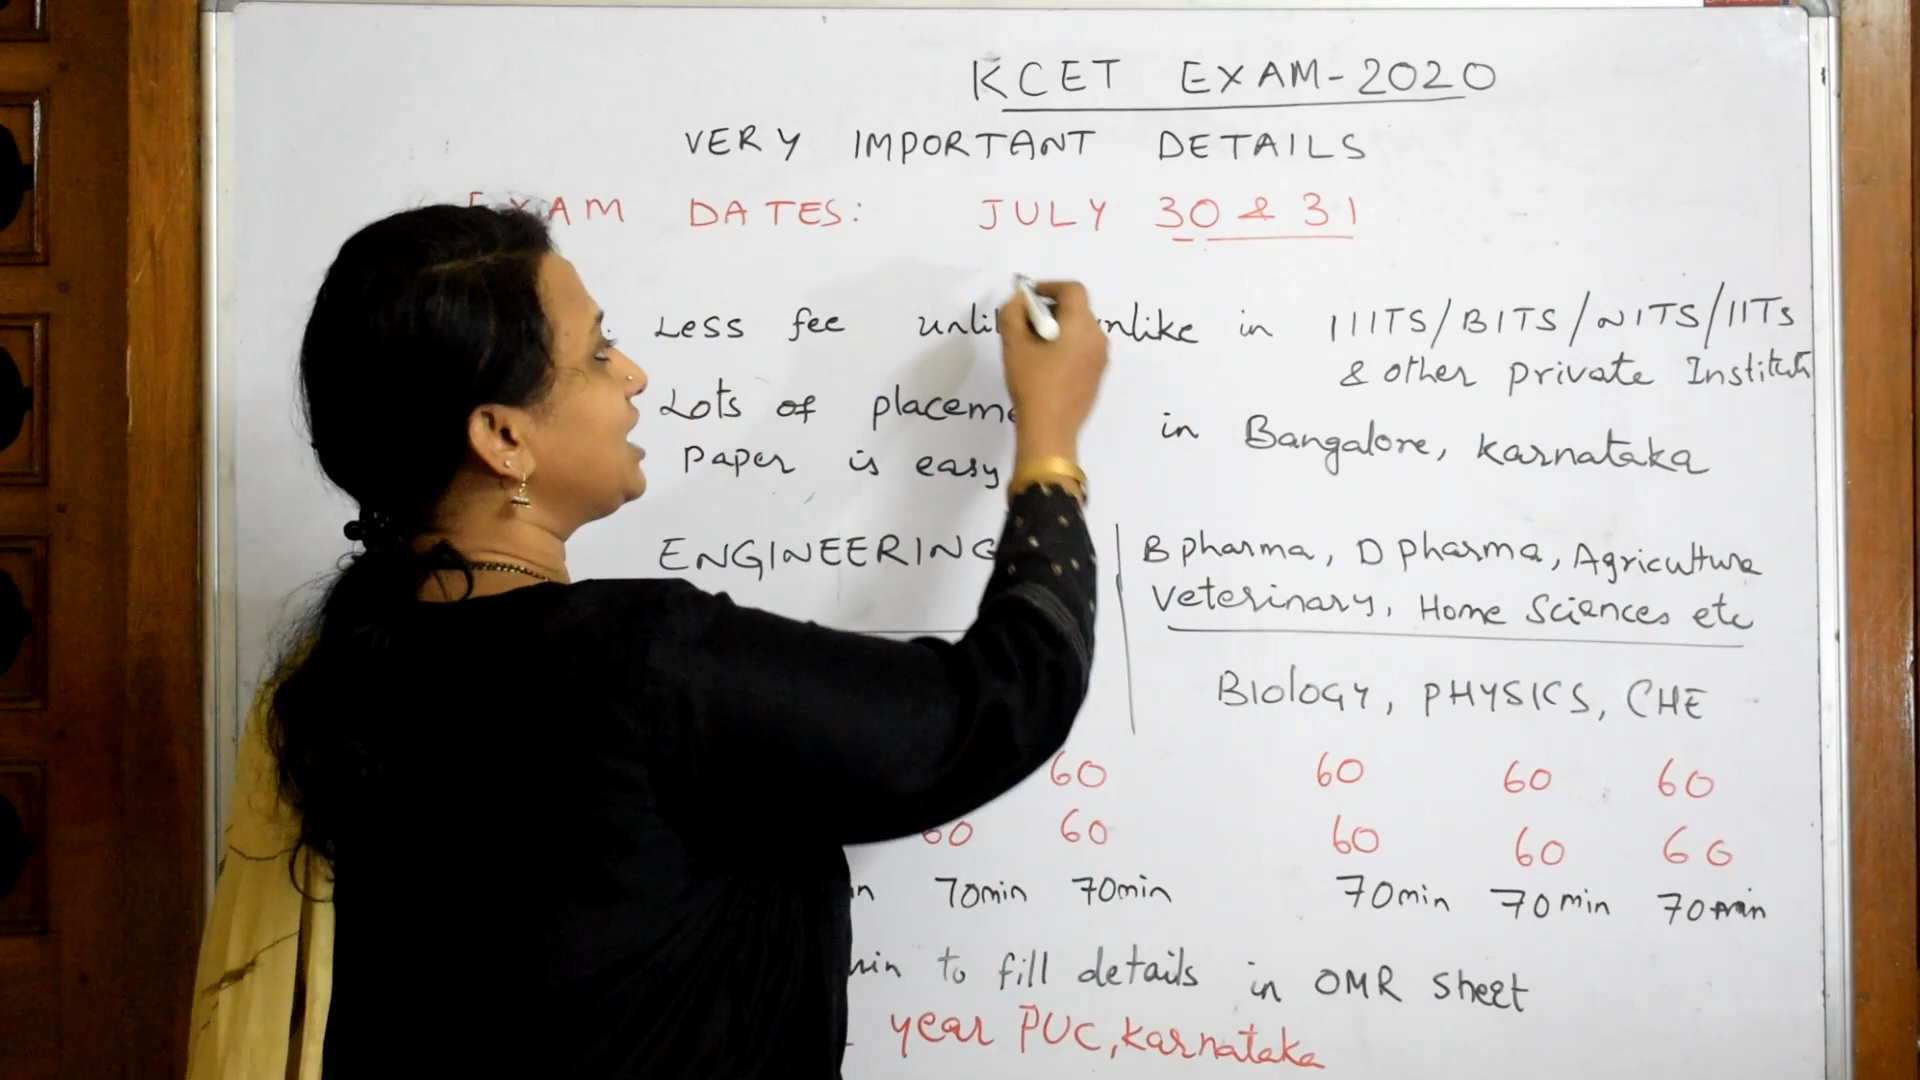 KCET EXAM-2020
VERY IMPORTANT DETAILS
EXAM DATES: JULY 30 & 31
Less fee unlike in IIITS/BITS/NITS/IITs
& other private Institut
Lots of in Bangalore, Karnataka
Paper is easy
ENGINEERING
B pharma, D pharma, Agriculture
Veterinary, Home Sciences etc
BIOLOGY, PHYSICS, CHE
60 60 60 60
60 60 60 60 60
70min 70min 70min 70min 70min
to fill details in OMR sheet
year PUC, Karnataka